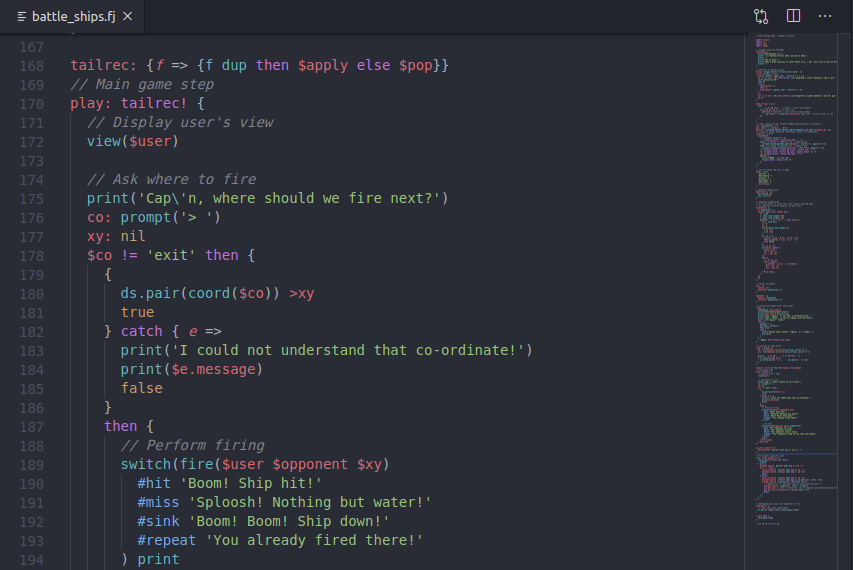 battle_ships.fj
167
168 tailrec: {f => {f dup then $apply else $pop}}
169 // Main game step
170 play: tailrec! {
171 // Display user's view
172 view($user)
173
174 // Ask where to fire
175 print('Cap\'n, where should we fire next?')
176 co: prompt('> ')
177 xy: nil
178 $co != 'exit' then {
179 {
180 ds.pair(coord($co)) >xy
181 true
182 } catch { e =>
183 print('I could not understand that co-ordinate!')
184 print($e.message)
185 false
186 }
187 then {
188 // Perform firing
189 switch(fire($user $opponent $xy)
190 #hit 'Boom! Ship hit!'
191 #miss 'Sploosh! Nothing but water!'
192 #sink 'Boom! Boom! Ship down!'
193 #repeat 'You already fired there!'
194 ) print